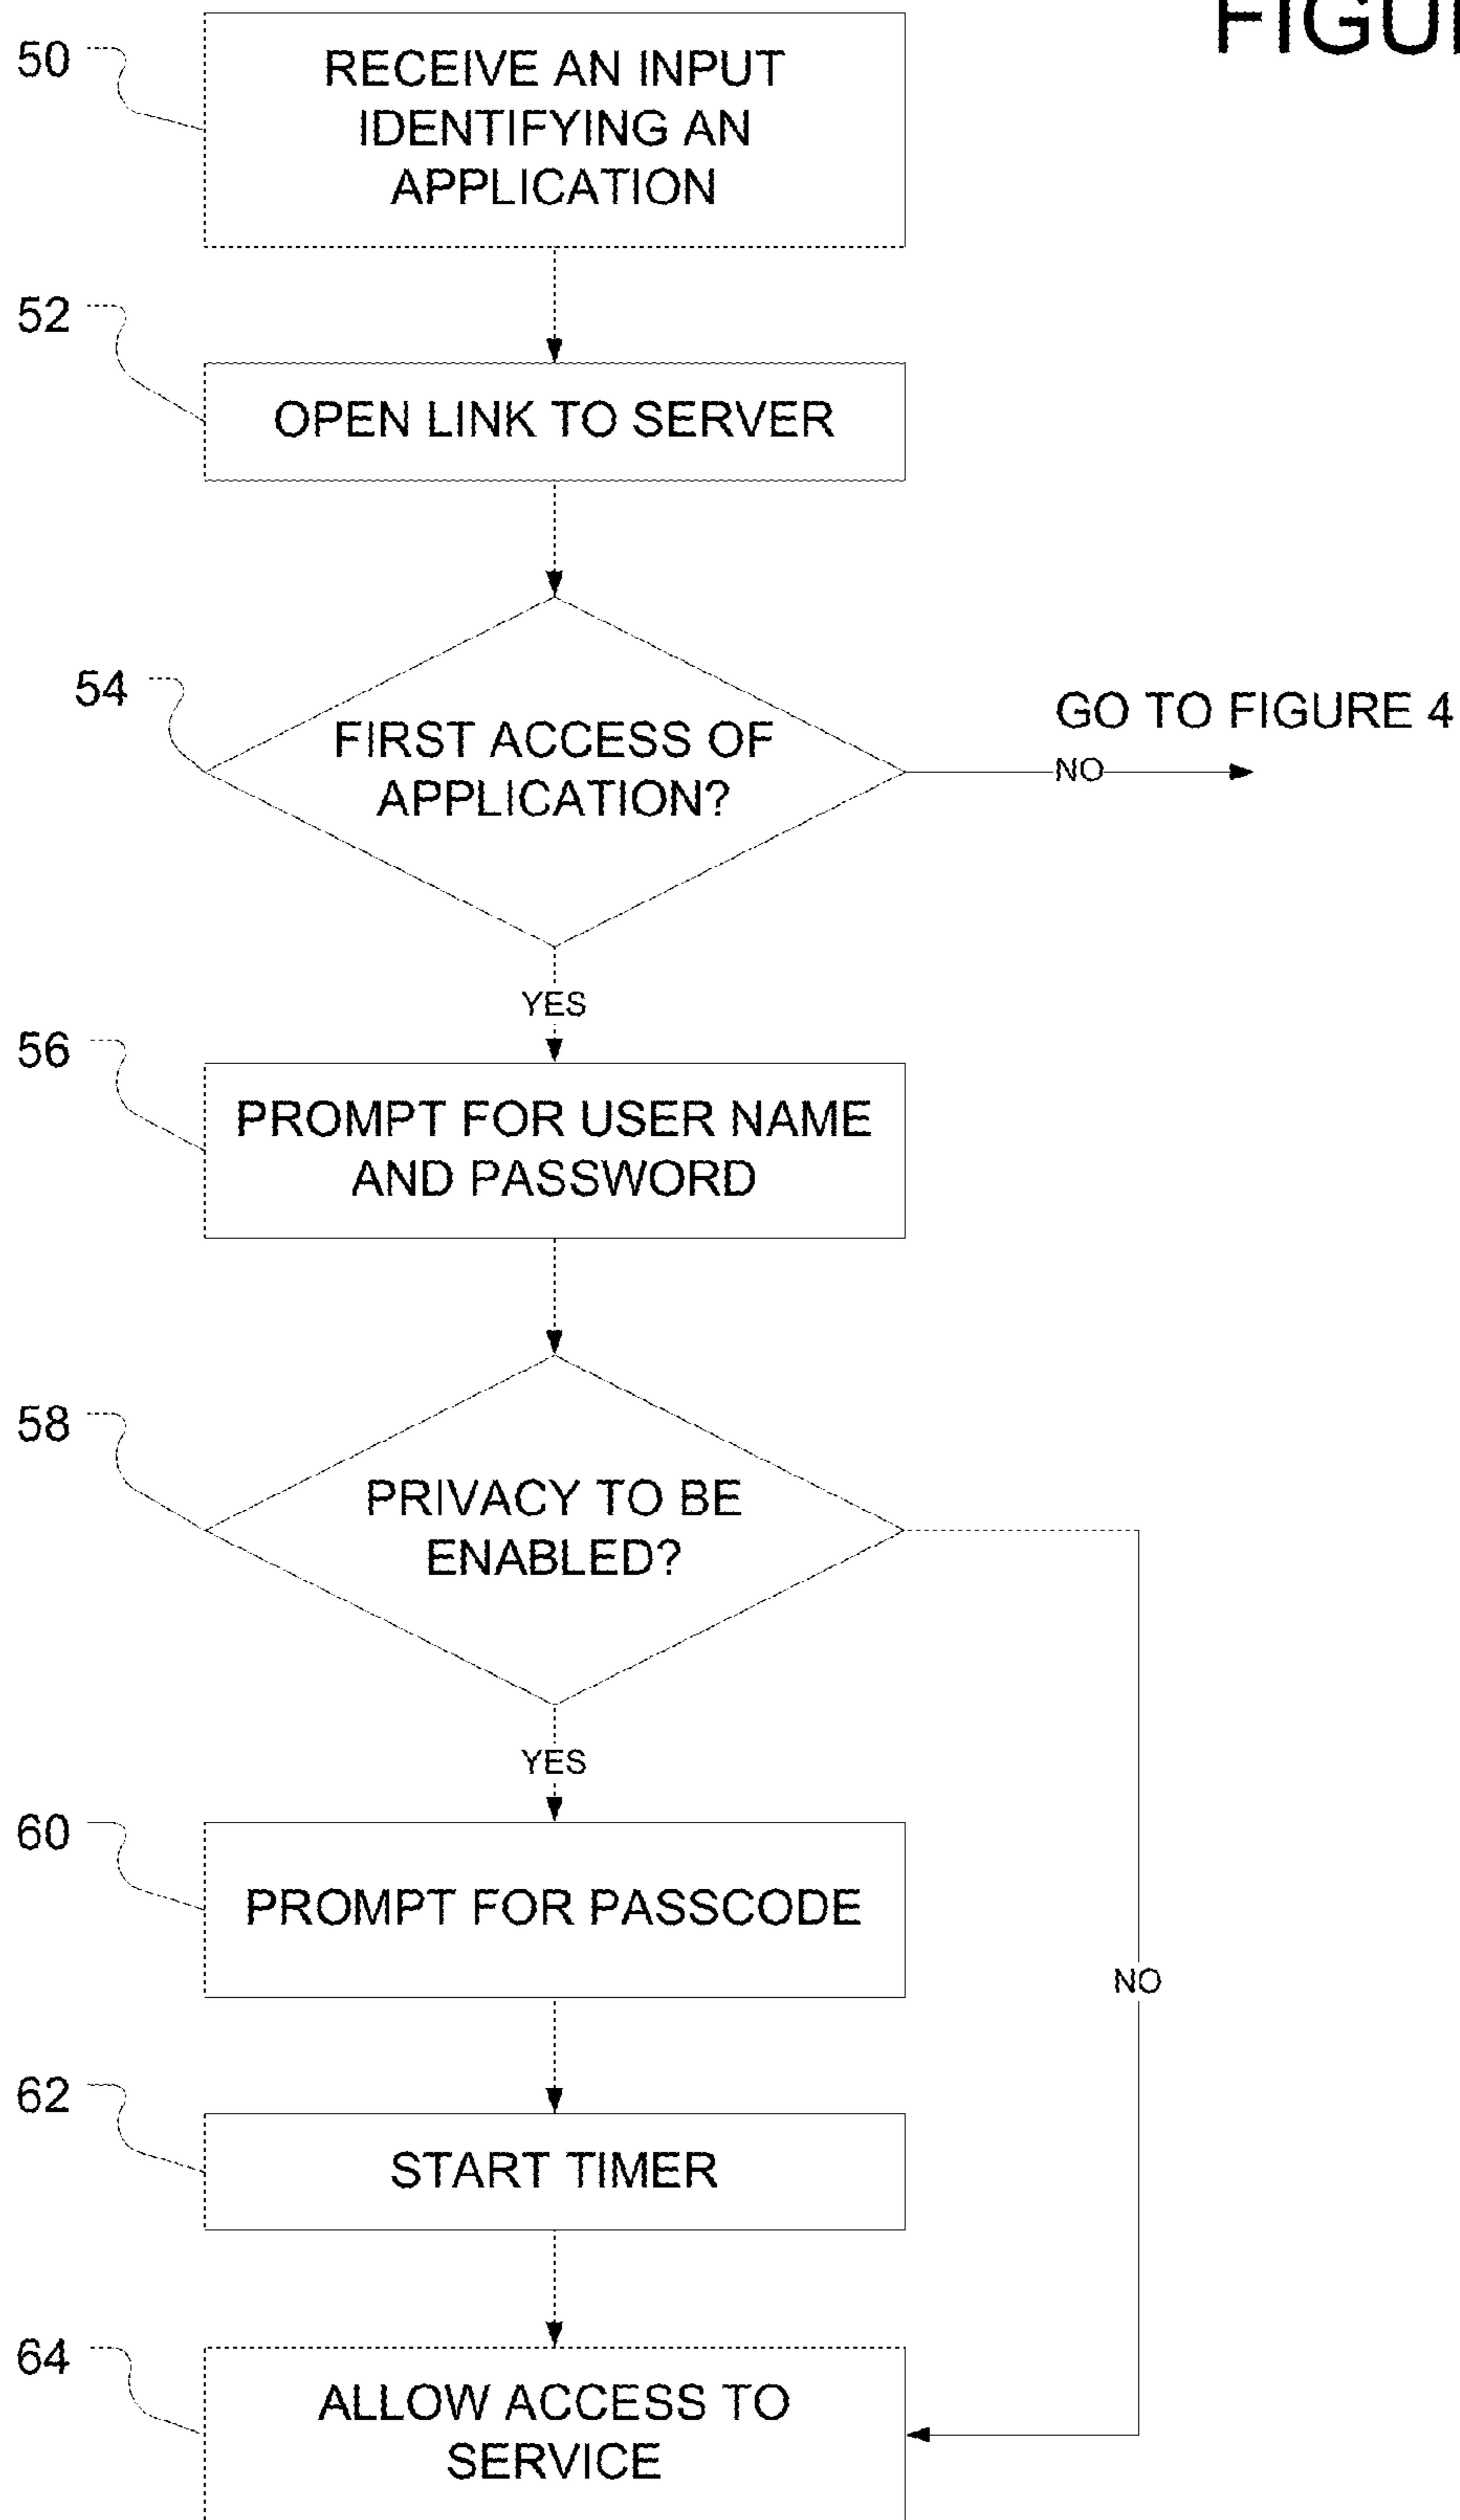 50
RECEIVE AN INPUT
IDENTIFYING AN
APPLICATION
52
OPEN LINK TO SERVER
54
FIRST ACCESS OF
APPLICATION?
GO TO FIGURE 4
NO
YES
56
PROMPT FOR USER NAME
AND PASSWORD
58
PRIVACY TO BE
ENABLED?
YES
60
PROMPT FOR PASSCODE
NO
62
START TIMER
64
ALLOW ACCESS TO
SERVICE